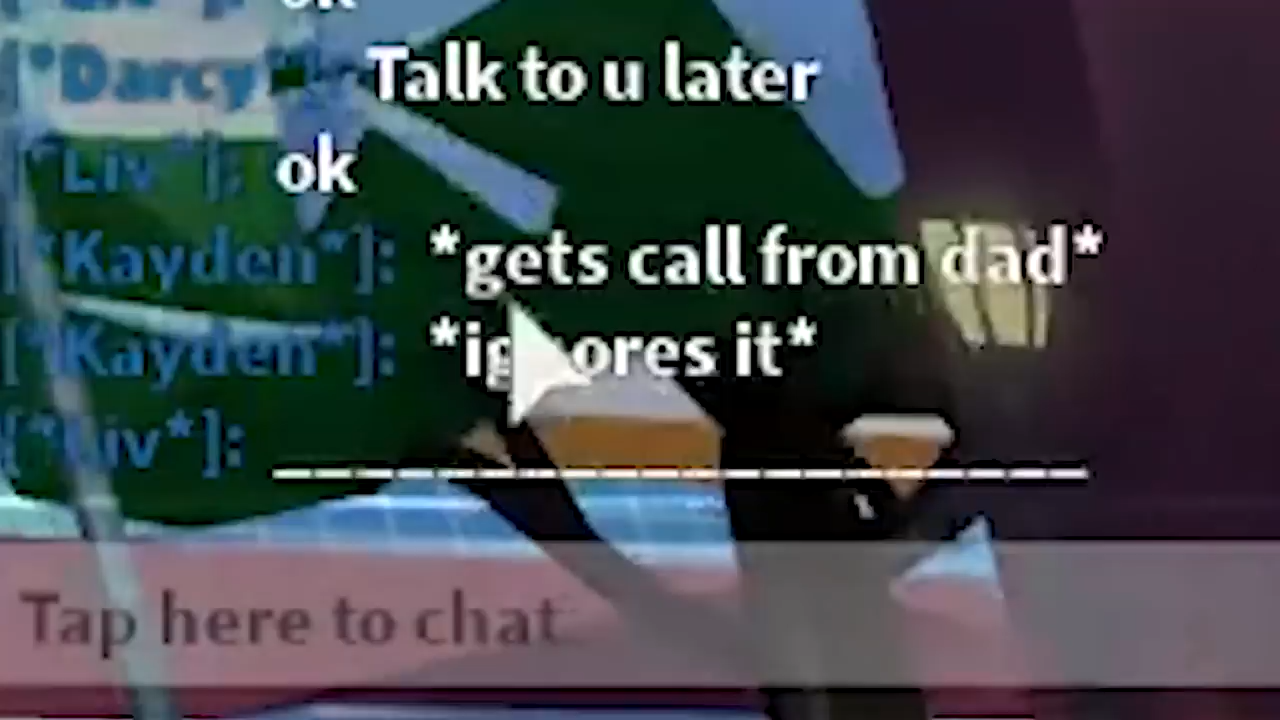 ok
["Darcy"]: Talk to u later
[*Liv*]: ok
[*Kayden*]: *gets call from dad*
[*Kayden*]: *ignores it*
[*Liv*]: ______________________
Tap here to chat